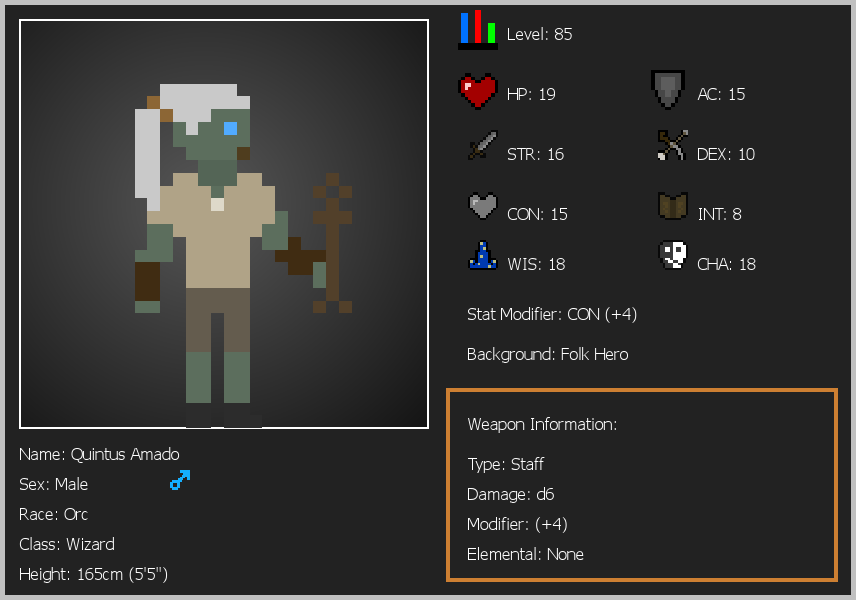 Level: 85
HP: 19
AC: 15
STR: 16
DEX: 10
CON: 15
INT: 8
WIS: 18
CHA: 18
Stat Modifier: CON (+4)
Background: Folk Hero
Weapon Information:
Type: Staff
Damage: d6
Modifier: (+4)
Elemental: None
Name: Quintus Amado
Sex: Male
Race: Orc
Class: Wizard
Height: 165cm (5'5")